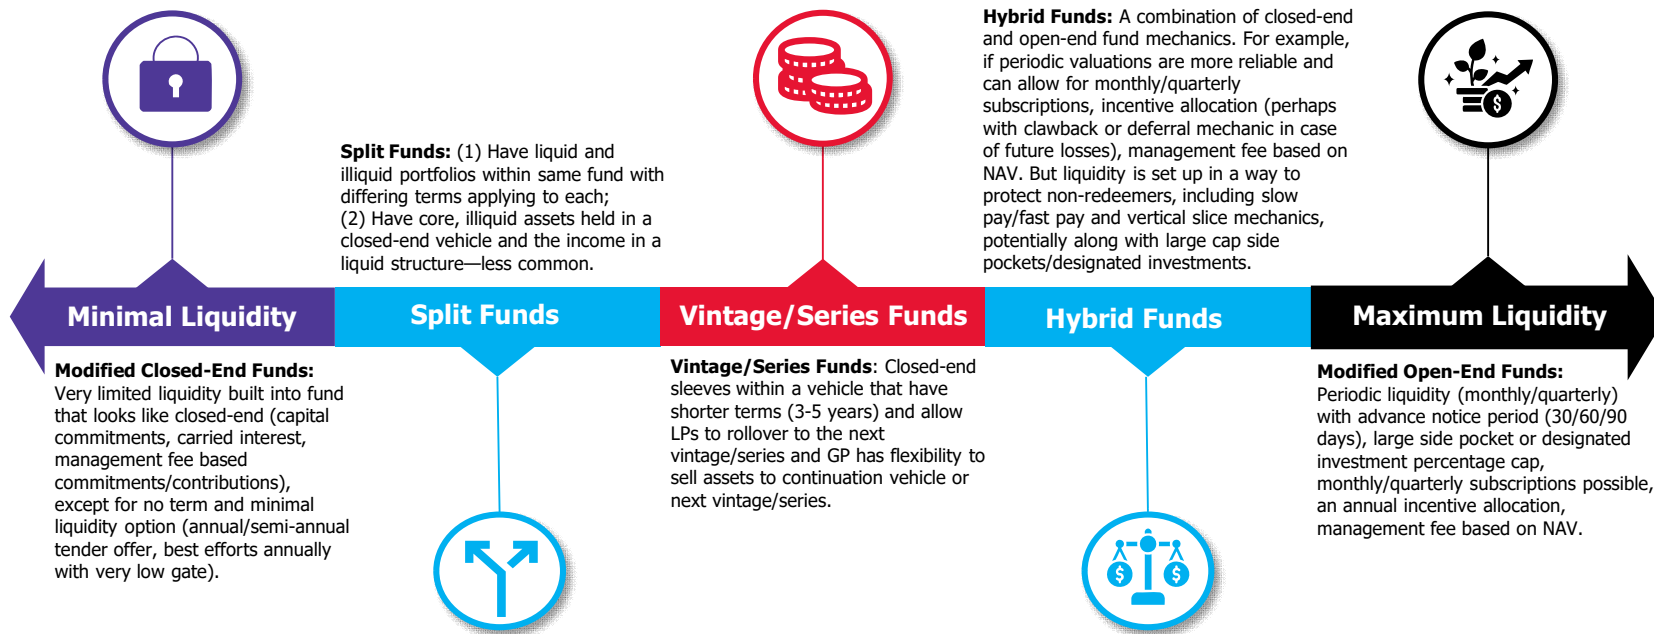 Hybrid Funds: A combination of closed-end
and open-end fund mechanics. For example,
if periodic valuations are more reliable and
can allow for monthly/quarterly
subscriptions, incentive allocation (perhaps
with clawback or deferral mechanic in case
of future losses), management fee based on
NAV. But liquidity is set up in a way to
protect non-redeemers, including slow
pay/fast pay and vertical slice mechanics,
potentially along with large cap side
pockets/designated investments.
Split Funds: (1) Have liquid and
illiquid portfolios within same fund with
differing terms applying to each;
(2) Have core, illiquid assets held in a
closed-end vehicle and the income in a
liquid structure—less common.
Minimal Liquidity
Split Funds
Vintage/Series Funds
Hybrid Funds
Maximum Liquidity
Modified Closed-End Funds:
Very limited liquidity built into fund
that looks like closed-end (capital
commitments, carried interest,
management fee based
commitments/contributions),
except for no term and minimal
liquidity option (annual/semi-annual
tender offer, best efforts annually
with very low gate).
Vintage/Series Funds: Closed-end
sleeves within a vehicle that have
shorter terms (3-5 years) and allow
LPs to rollover to the next
vintage/series and GP has flexibility to
sell assets to continuation vehicle or
next vintage/series.
Modified Open-End Funds:
Periodic liquidity (monthly/quarterly)
with advance notice period (30/60/90
days), large side pocket or designated
investment percentage cap,
monthly/quarterly subscriptions possible,
an annual incentive allocation,
management fee based on NAV.
$
$ $